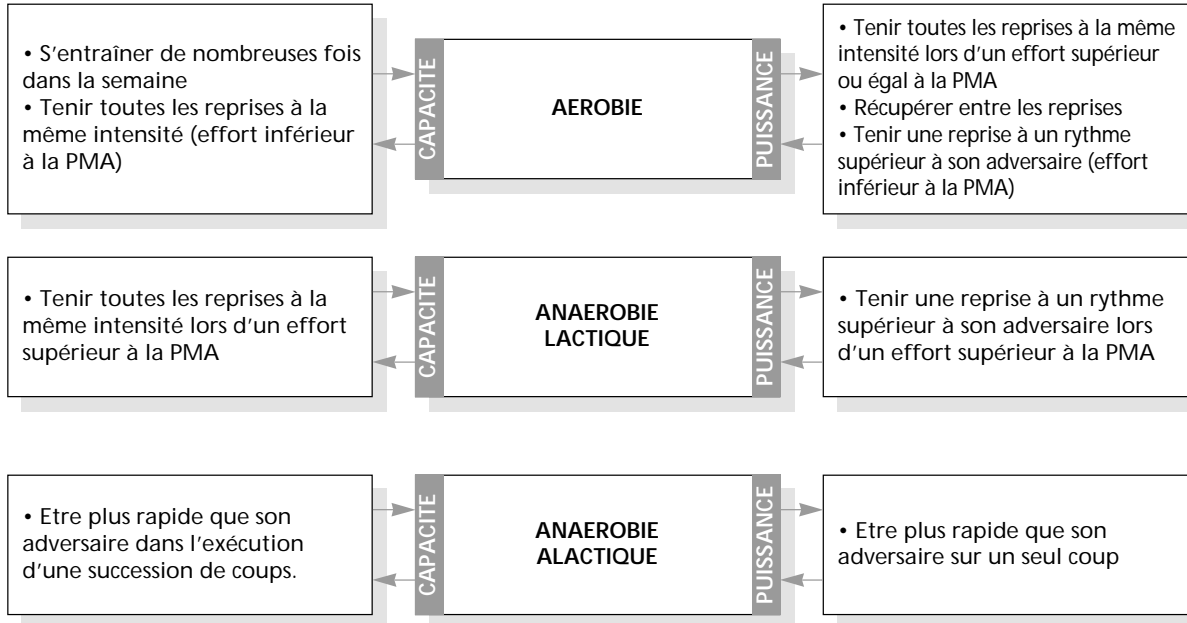 • S'entraîner de nombreuses fois
dans la semaine
• Tenir toutes les reprises à la
même intensité (effort inférieur
à la PMA)
CAPACITE
AEROBIE
PUISSANCE
• Tenir toutes les reprises à la même
intensité lors d'un effort supérieur
ou égal à la PMA
• Récupérer entre les reprises
• Tenir une reprise à un rythme
supérieur à son adversaire (effort
inférieur à la PMA)
• Tenir toutes les reprises à la
même intensité lors d'un effort
supérieur à la PMA
CAPACITE
ANAEROBIE
LACTIQUE
PUISSANCE
• Tenir une reprise à un rythme
supérieur à son adversaire lors
d'un effort supérieur à la PMA
• Etre plus rapide que son
adversaire dans l'exécution
d'une succession de coups.
CAPACITE
ANAEROBIE
ALACTIQUE
PUISSANCE
• Etre plus rapide que son
adversaire sur un seul coup